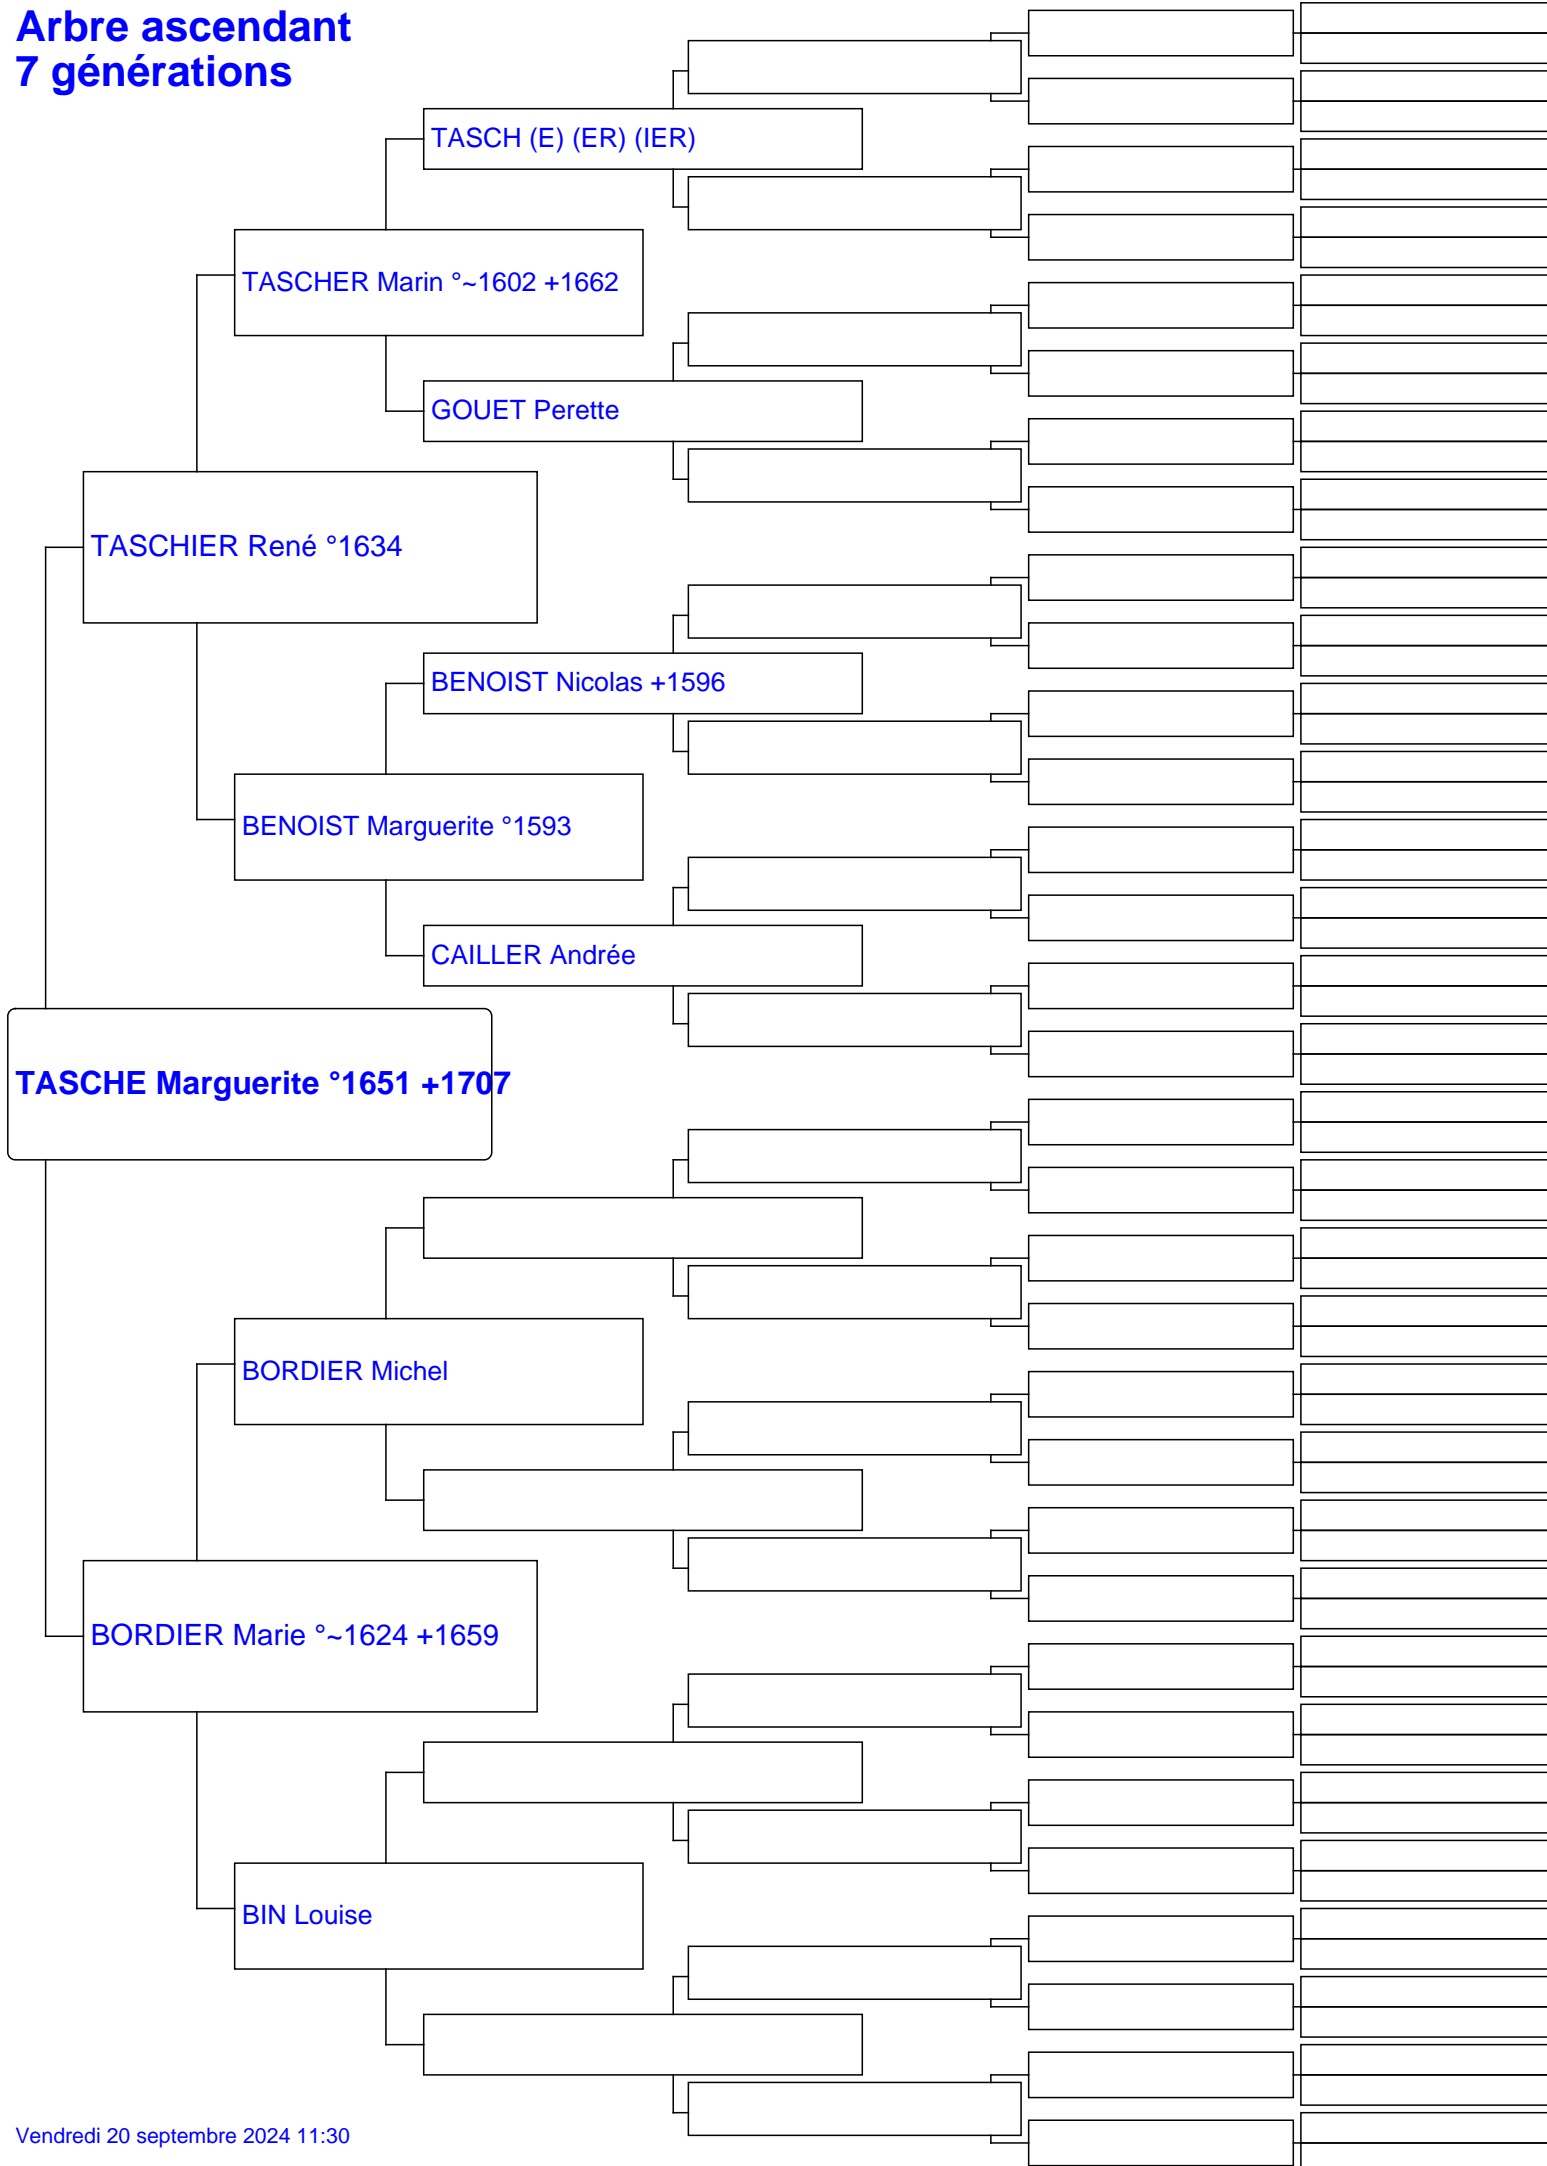 Arbre ascendant
7 générations
TASCH (E) (ER) (IER)
TASCHER Marin °~1602 +1662
GOUET Perette
TASCHIER René °1634
BENOIST Nicolas +1596
BENOIST Marguerite °1593
CAILLER Andrée
TASCHE Marguerite °1651 +1707
BORDIER Michel
BORDIER Marie °~1624 +1659
BIN Louise
Vendredi 20 septembre 2024 11:30